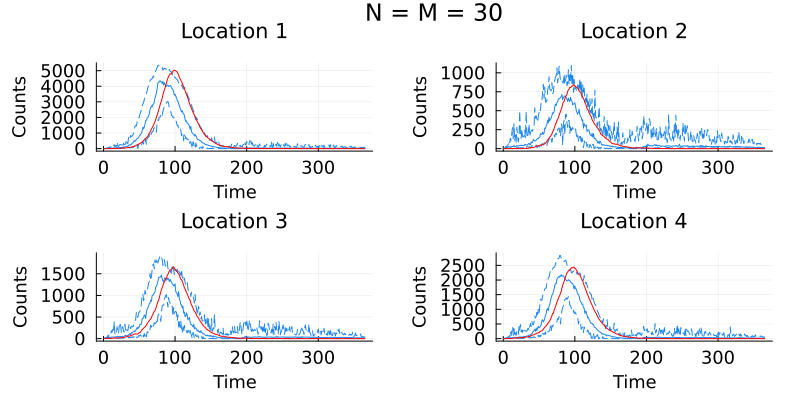 N = M = 30
Location 1
Counts
5000
4000
3000
2000
1000
0
0 100 200 300
Time
Location 2
Counts
1000
750
500
250
0
0 100 200 300
Time
Location 3
Counts
1500
1000
500
0
0 100 200 300
Time
Location 4
Counts
2500
2000
1500
1000
500
0
0 100 200 300
Time